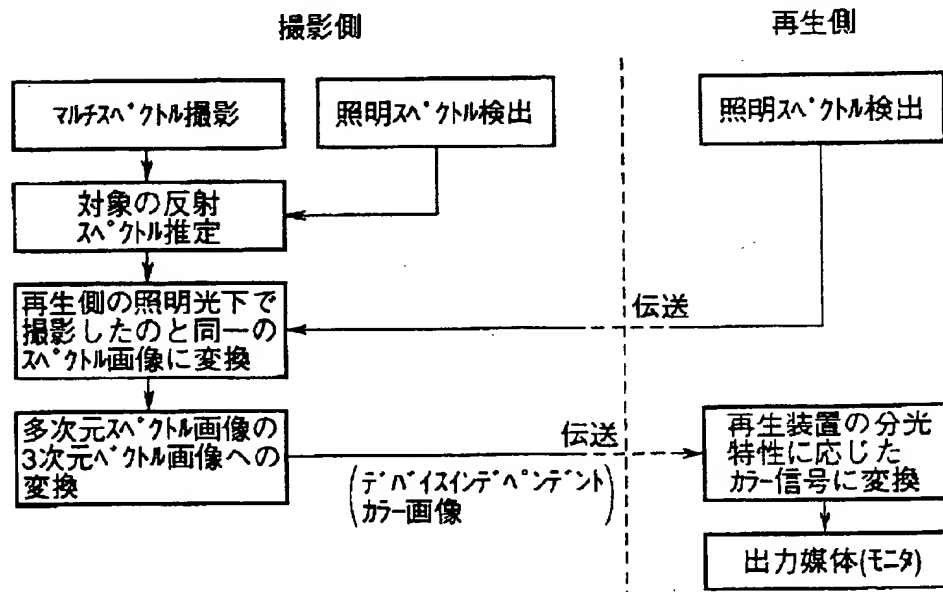 撮影側
再生側
マルチスペクトル撮影
照明スペクトル検出
照明スペクトル検出
対象の反射
スペクトル推定
再生側の照明光下で
撮影したのと同一の
スペクトル画像に変換
伝送
多次元スペクトル画像の
3次元ベクトル画像への
変換
伝送
(デバイスインデペンデント
カラー画像)
再生装置の分光
特性に応じた
カラー信号に変換
出力媒体(モニタ)